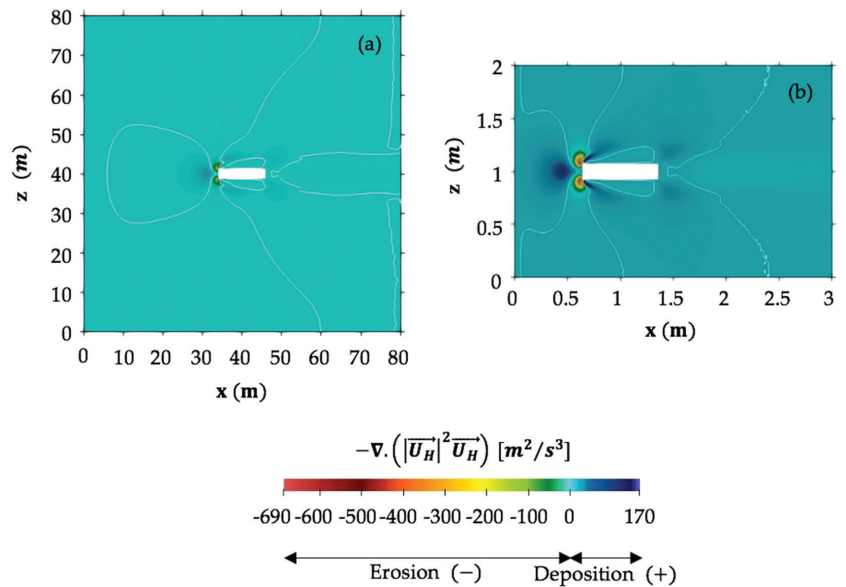 80
70
60
50
40
30
20
10
0
z (m)
(a)
0 10 20 30 40 50 60 70 80
x (m)
2
1.5
1
0.5
0
z (m)
(b)
0 0.5 1 1.5 2 2.5 3
x (m)
−∇.(|U_H|² U_H) [m²/s³]
-690 -600 -500 -400 -300 -200 -100 0 170
Erosion (−) Deposition (+)